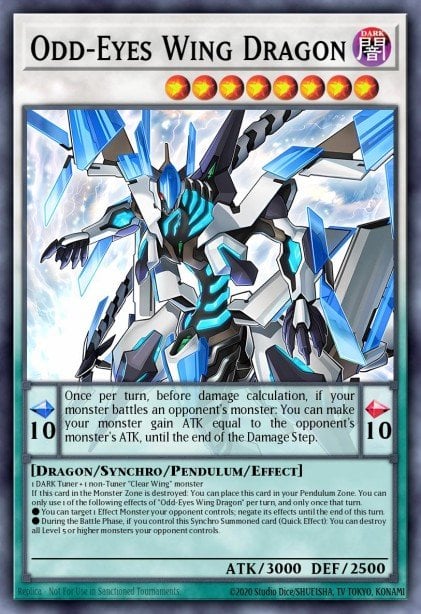 ODD-EYES WING DRAGON
DARK
闇
Once per turn, before damage calculation, if your
monster battles an opponent's monster: You can make
your monster gain ATK equal to the opponent's
monster's ATK, until the end of the Damage Step.
10
10
[DRAGON/SYNCHRO/PENDULUM/EFFECT]
1 DARK Tuner + 1 non-Tuner "Clear Wing" monster
If this card in the Monster Zone is destroyed: You can place this card in your Pendulum Zone. You can
only use 1 of the following effects of "Odd-Eyes Wing Dragon" per turn, and only once that turn.
●You can target 1 Effect Monster your opponent controls; negate its effects until the end of this turn.
●During the Battle Phase, if you control this Synchro Summoned card (Quick Effect): You can destroy
all Level 5 or higher monsters your opponent controls.
ATK/3000 DEF/2500
Replica - Not For Use in Sanctioned Tournaments
©2020 Studio Dice/SHUEISHA, TV TOKYO, KONAMI